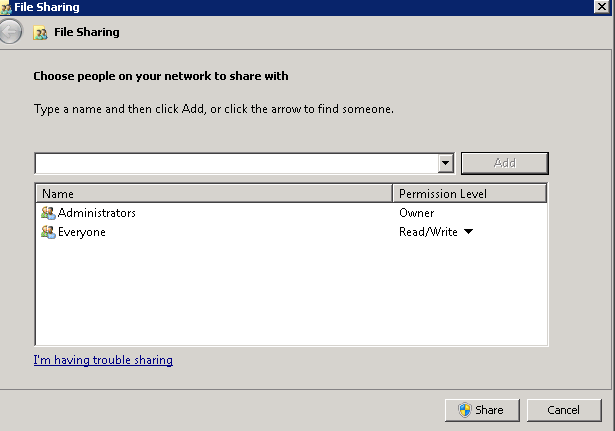 File Sharing
File Sharing
Choose people on your network to share with
Type a name and then click Add, or click the arrow to find someone.
Add
Name Permission Level
Administrators Owner
Everyone Read/Write
I'm having trouble sharing
Share Cancel